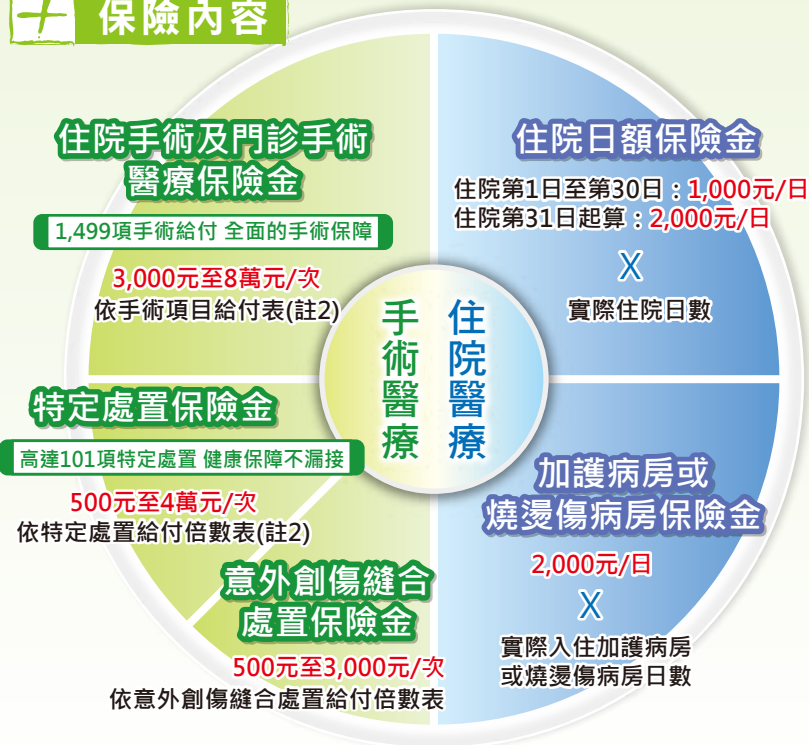 保險內容
住院手術及門診手術
醫療保險金
1,499項手術給付 全面的手術保障
3,000元至8萬元/次
依手術項目給付表(註2)
特定處置保險金
高達101項特定處置 健康保障不漏接
500元至4萬元/次
依特定處置給付倍數表(註2)
意外創傷縫合
處置保險金
500元至3,000元/次
依意外創傷縫合處置給付倍數表
手術醫療
住院醫療
住院日額保險金
住院第1日至第30日：1,000元/日
住院第31日起算：2,000元/日
X
實際住院日數
加護病房或
燒燙傷病房保險金
2,000元/日
X
實際入住加護病房
或燒燙傷病房日數